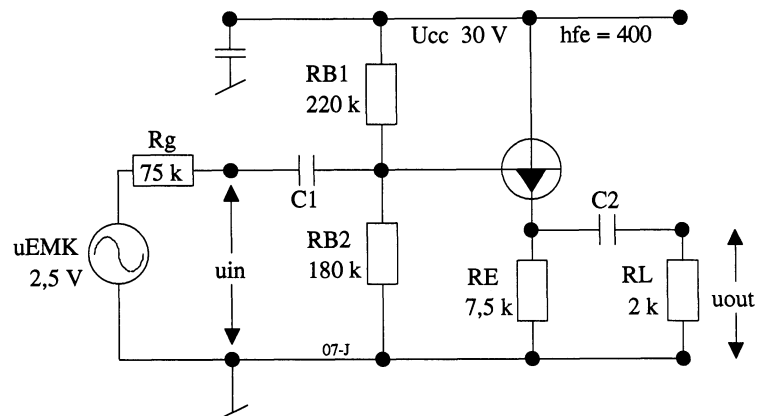 Ucc 30 V
hfe = 400
RB1
220 k
Rg
75 k
C1
C2
uEMK
2,5 V
uin
RB2
180 k
RE
7,5 k
RL
2 k
uout
07-J